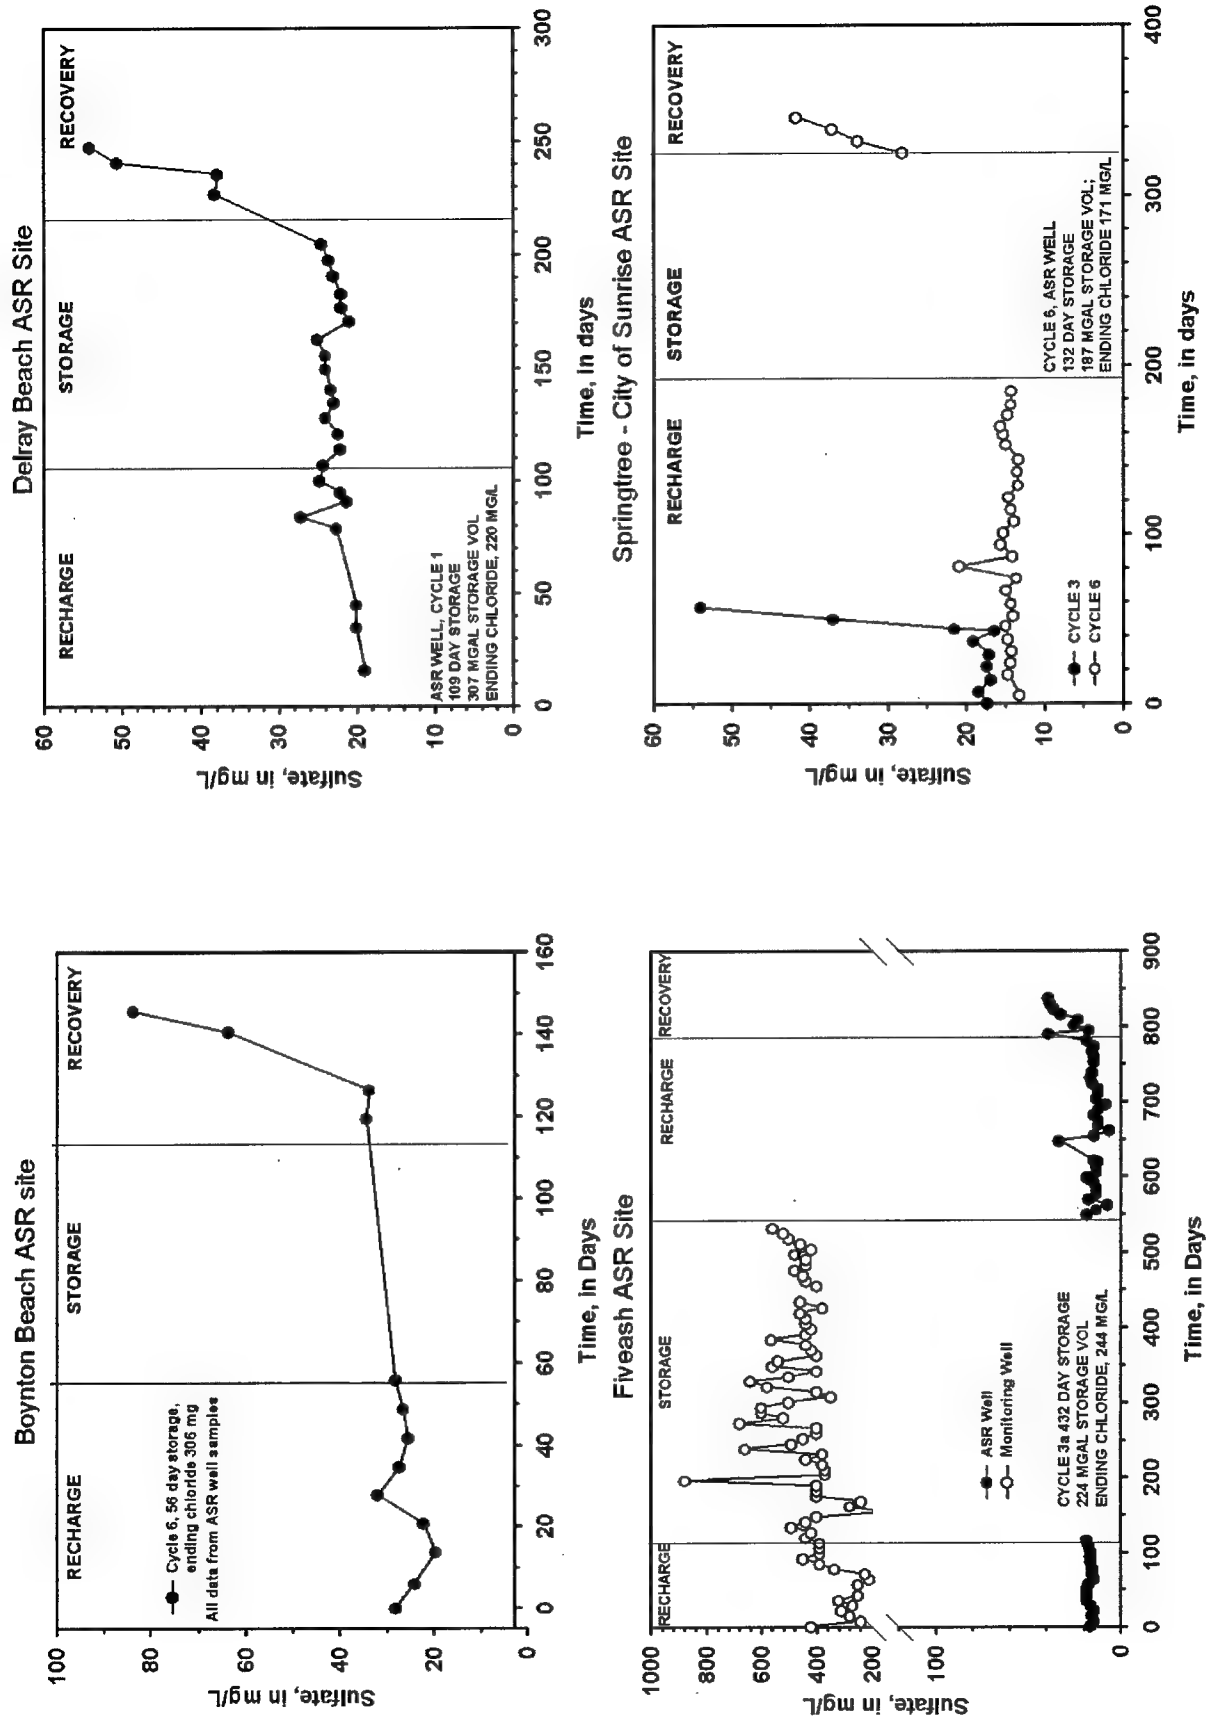 Boynton Beach ASR site
RECHARGE
STORAGE
RECOVERY
Cycle 6, 56 day storage,
ending chloride 306 mg
All data from ASR well samples
Sulfate, in mg/L
100
80
60
40
20
0
20
40
60
80
100
120
140
160
Time, in Days
Delray Beach ASR Site
RECHARGE
STORAGE
RECOVERY
ASR WELL, CYCLE 1
109 DAY STORAGE
307 MGAL STORAGE VOL
ENDING CHLORIDE, 220 MG/L
Sulfate, in mg/L
60
50
40
30
20
10
0
0
50
100
150
200
250
300
Time, in days
Fiveash ASR Site
RECHARGE
STORAGE
RECHARGE
RECOVERY
ASR Well
Monitoring Well
CYCLE 3a 432 DAY STORAGE
224 MGAL STORAGE VOL
ENDING CHLORIDE, 244 MG/L
Sulfate, in mg/L
1000
800
600
400
200
100
0
0
100
200
300
400
500
600
700
800
900
Time, in Days
Springtree - City of Sunrise ASR Site
RECHARGE
STORAGE
RECOVERY
CYCLE 3
CYCLE 6
CYCLE 6, ASR WELL
132 DAY STORAGE
187 MGAL STORAGE VOL;
ENDING CHLORIDE 171 MG/L
Sulfate, in mg/L
60
50
40
30
20
10
0
0
100
200
300
400
Time, in days